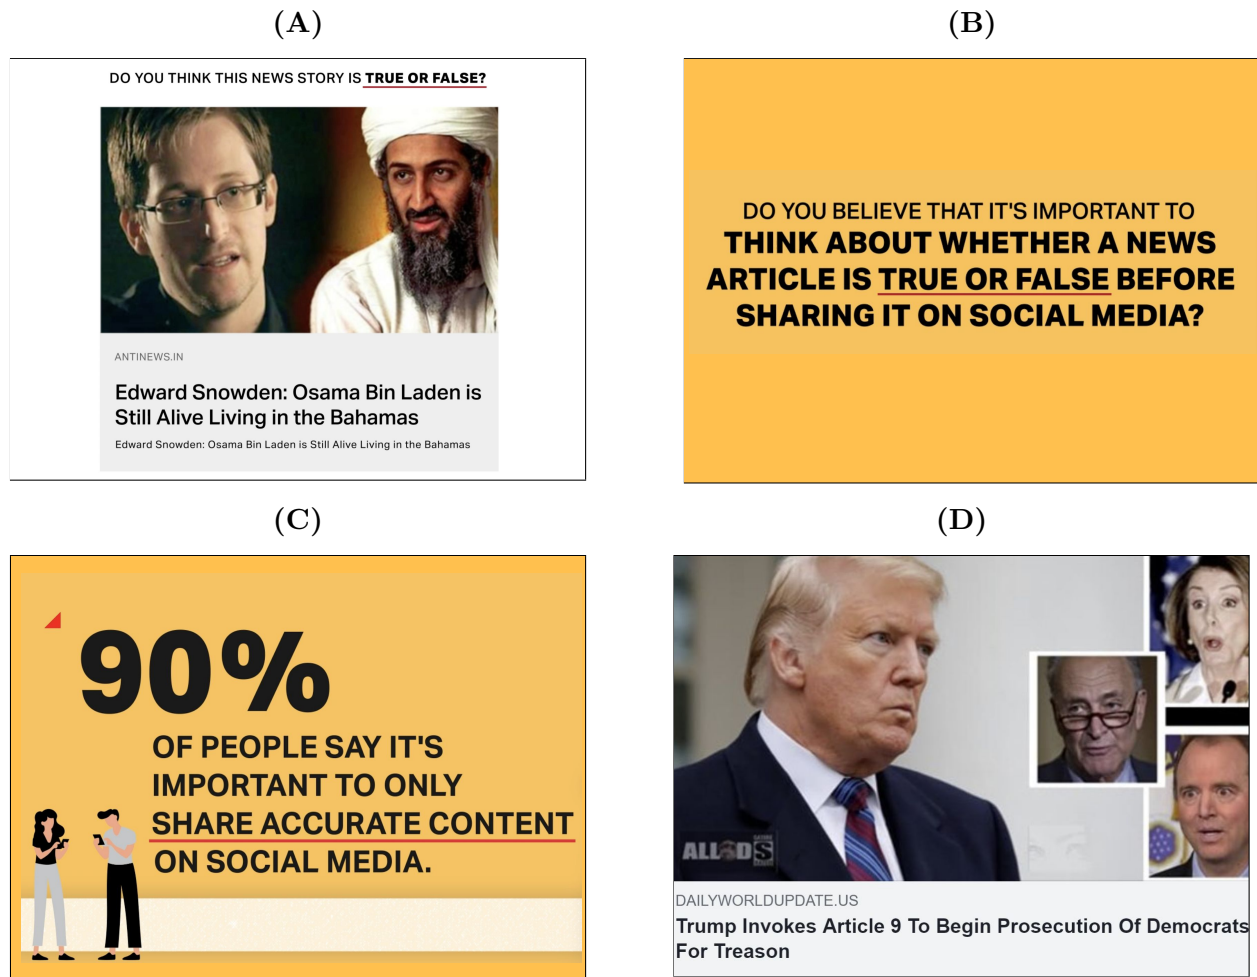 (A)
DO YOU THINK THIS NEWS STORY IS TRUE OR FALSE?
ANTINEWS.IN
Edward Snowden: Osama Bin Laden is
Still Alive Living in the Bahamas
Edward Snowden: Osama Bin Laden is Still Alive Living in the Bahamas
(B)
DO YOU BELIEVE THAT IT'S IMPORTANT TO
THINK ABOUT WHETHER A NEWS
ARTICLE IS TRUE OR FALSE BEFORE
SHARING IT ON SOCIAL MEDIA?
(C)
90%
OF PEOPLE SAY IT'S
IMPORTANT TO ONLY
SHARE ACCURATE CONTENT
ON SOCIAL MEDIA.
(D)
DAILYWORLDUPDATE.US
Trump Invokes Article 9 To Begin Prosecution Of Democrats
For Treason